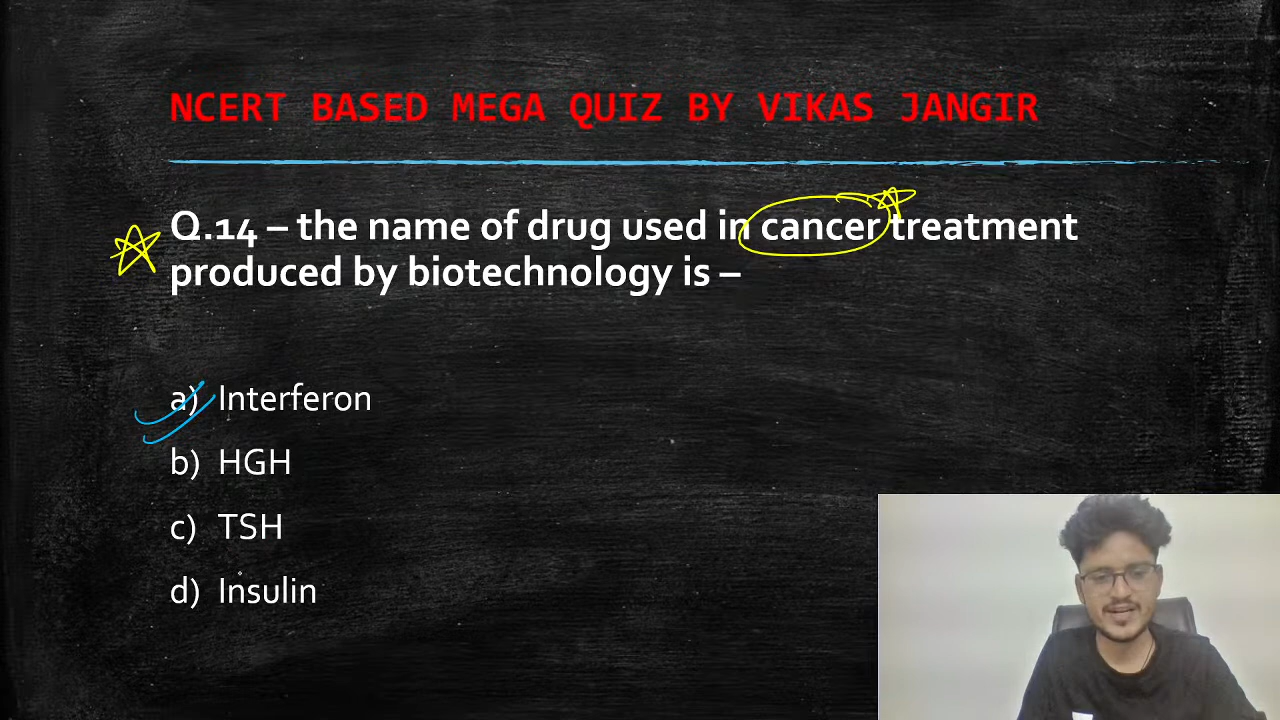 NCERT BASED MEGA QUIZ BY VIKAS JANGIR
Q.14 – the name of drug used in cancer treatment
produced by biotechnology is –
a) Interferon
b) HGH
c) TSH
d) Insulin